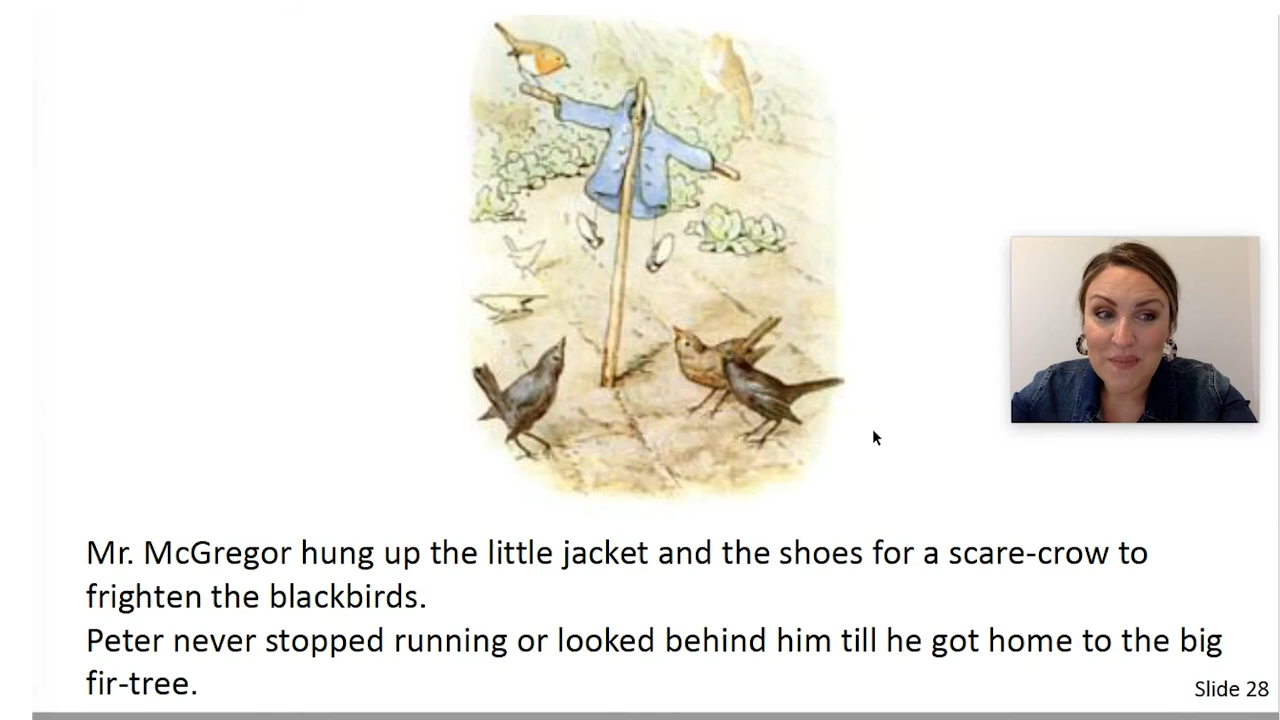 Mr. McGregor hung up the little jacket and the shoes for a scare-crow to
frighten the blackbirds.
Peter never stopped running or looked behind him till he got home to the big
fir-tree.
Slide 28